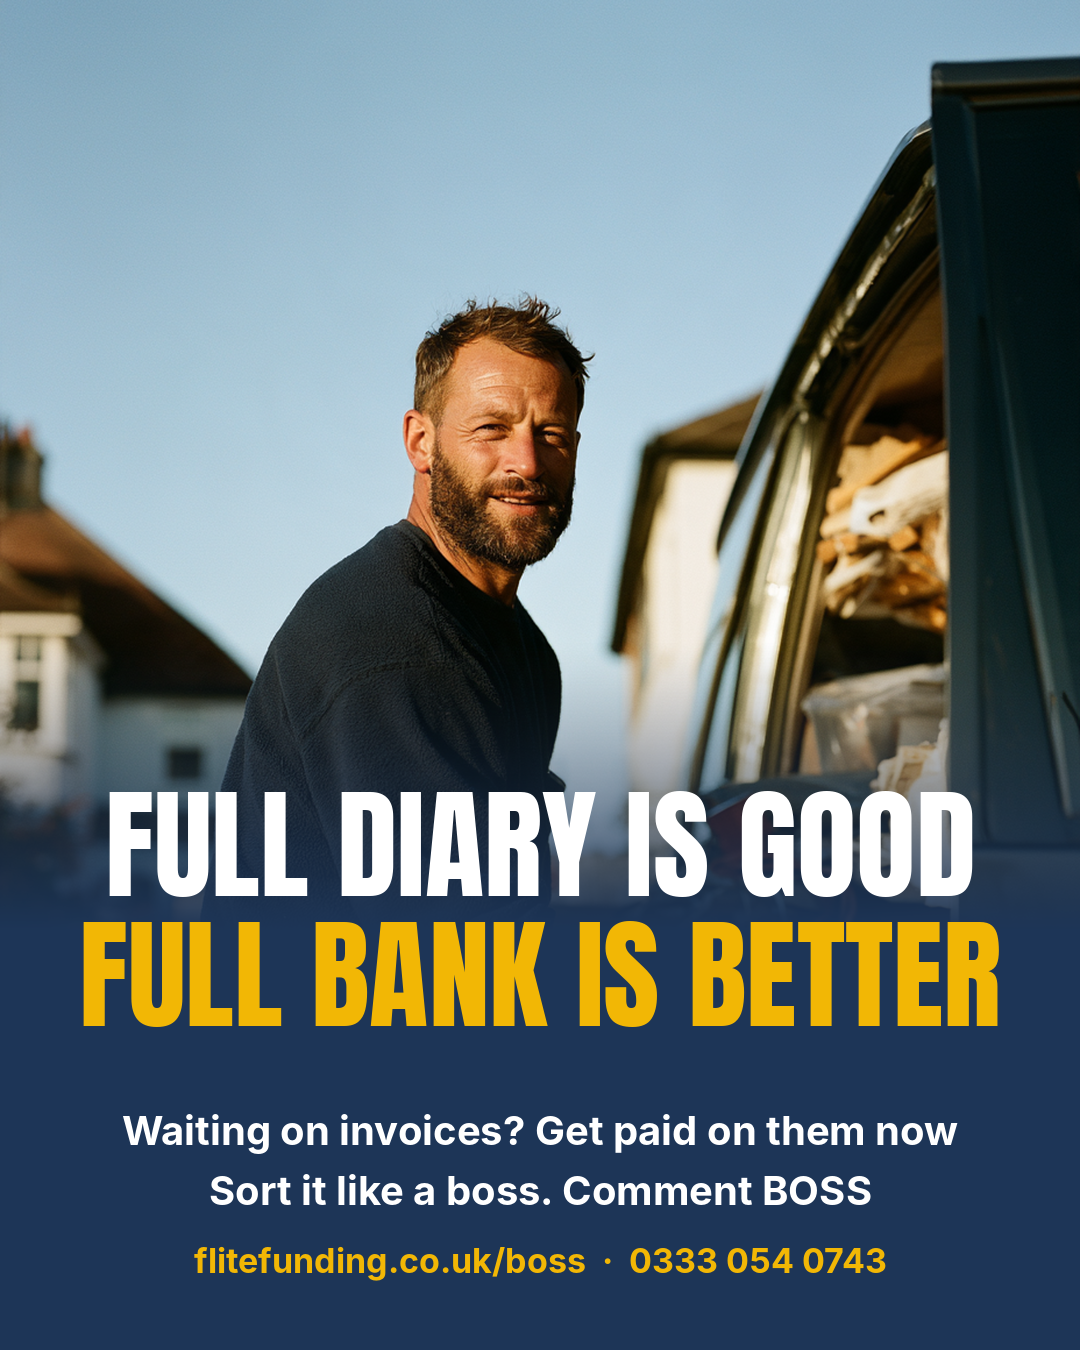 FULL DIARY IS GOOD
FULL BANK IS BETTER
Waiting on invoices? Get paid on them now
Sort it like a boss. Comment BOSS
flitefunding.co.uk/boss · 0333 054 0743